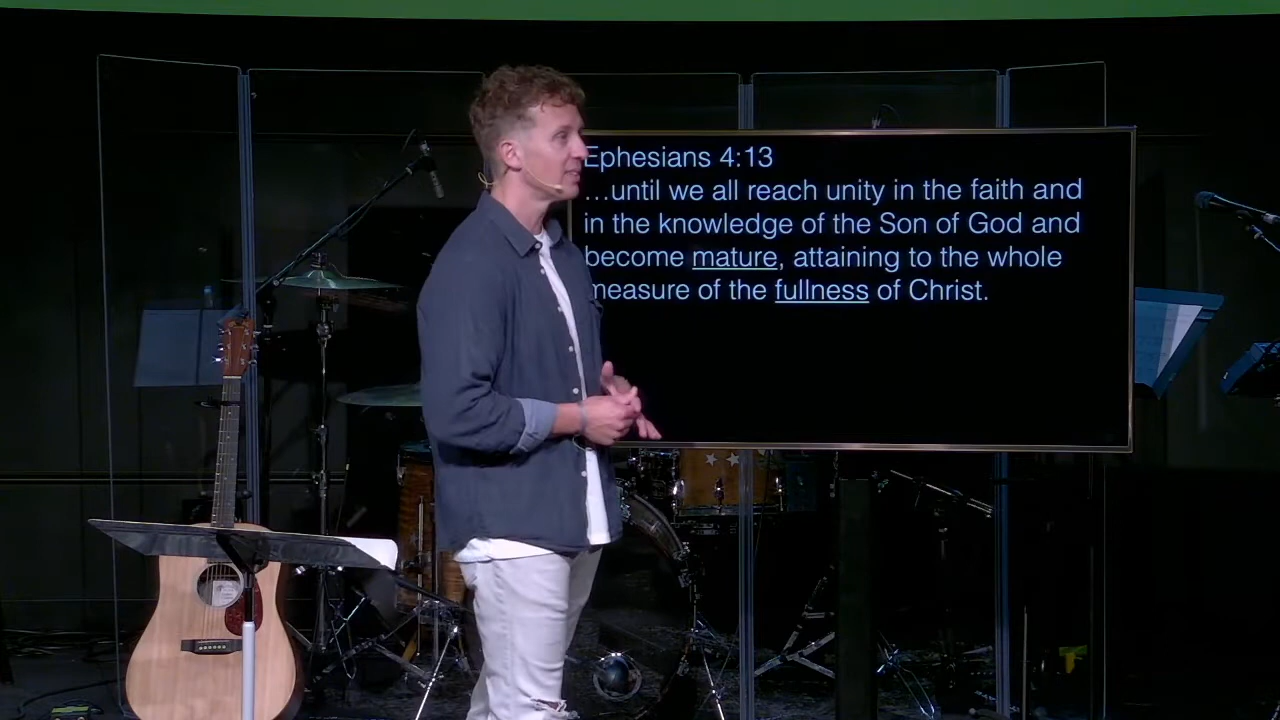 Ephesians 4:13
…until we all reach unity in the faith and
in the knowledge of the Son of God and
become mature, attaining to the whole
measure of the fullness of Christ.